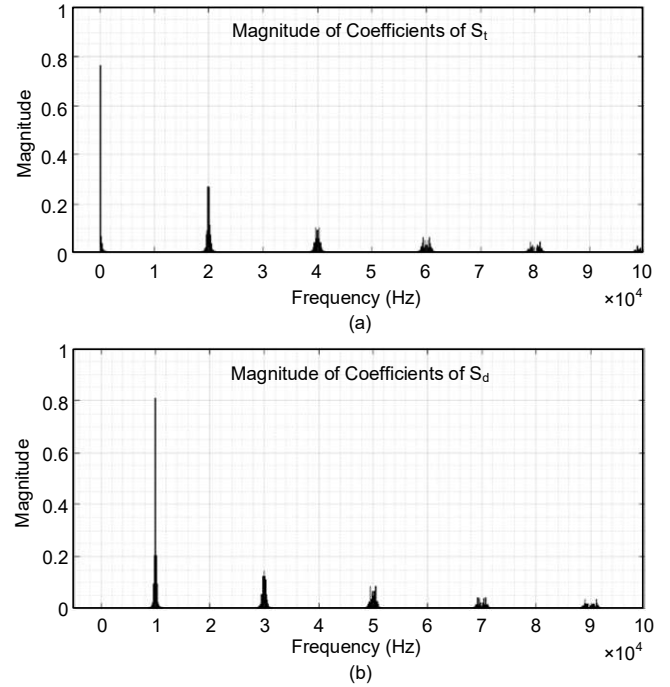 Magnitude of Coefficients of Sₜ
1
0.8
0.6
0.4
0.2
0
Magnitude
0 1 2 3 4 5 6 7 8 9 10
Frequency (Hz)
×10⁴
(a)
Magnitude of Coefficients of S_d
1
0.8
0.6
0.4
0.2
0
Magnitude
0 1 2 3 4 5 6 7 8 9 10
Frequency (Hz)
×10⁴
(b)